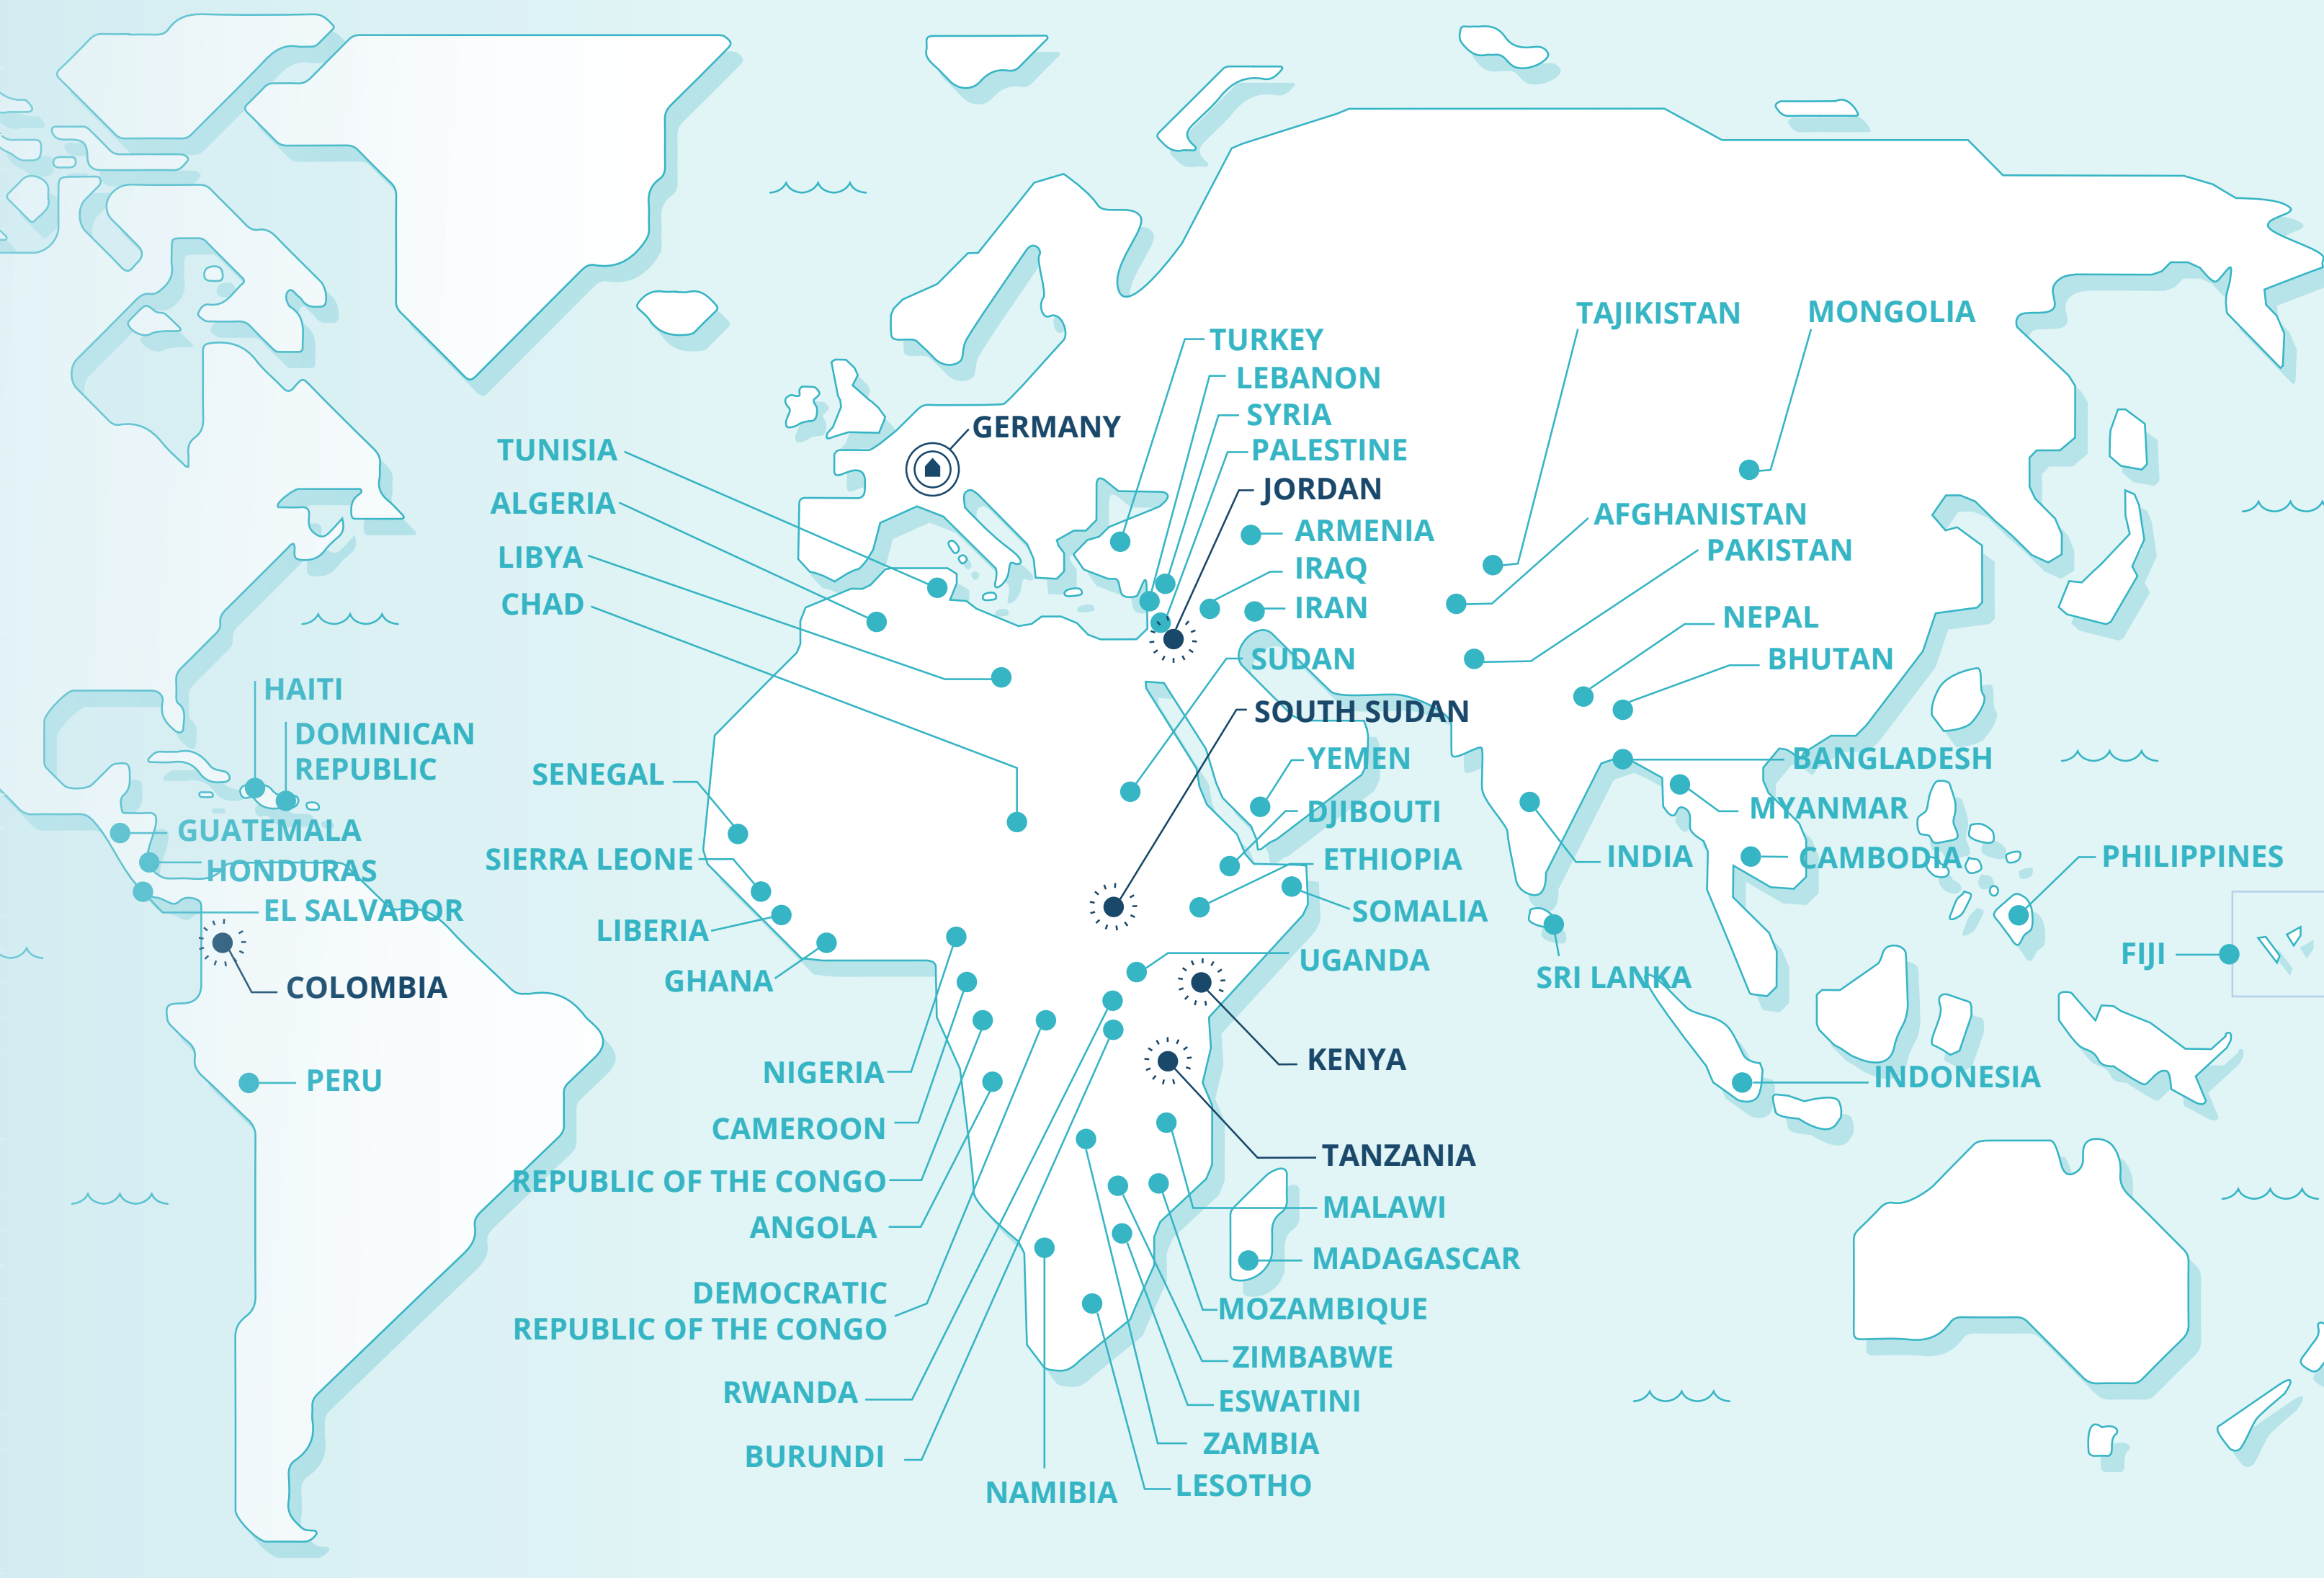 TAJIKISTAN
MONGOLIA
TURKEY
LEBANON
SYRIA
GERMANY
TUNISIA
PALESTINE
JORDAN
ALGERIA
AFGHANISTAN
ARMENIA
PAKISTAN
LIBYA
IRAQ
CHAD
IRAN
NEPAL
SUDAN
BHUTAN
HAITI
SOUTH SUDAN
DOMINICAN
REPUBLIC
YEMEN
BANGLADESH
SENEGAL
MYANMAR
DJIBOUTI
GUATEMALA
SIERRA LEONE
ETHIOPIA
INDIA
CAMBODIA
PHILIPPINES
HONDURAS
EL SALVADOR
SOMALIA
LIBERIA
FIJI
UGANDA
SRI LANKA
GHANA
COLOMBIA
KENYA
NIGERIA
INDONESIA
PERU
CAMEROON
TANZANIA
REPUBLIC OF THE CONGO
MALAWI
ANGOLA
MADAGASCAR
DEMOCRATIC
REPUBLIC OF THE CONGO
MOZAMBIQUE
ZIMBABWE
RWANDA
ESWATINI
ZAMBIA
BURUNDI
LESOTHO
NAMIBIA